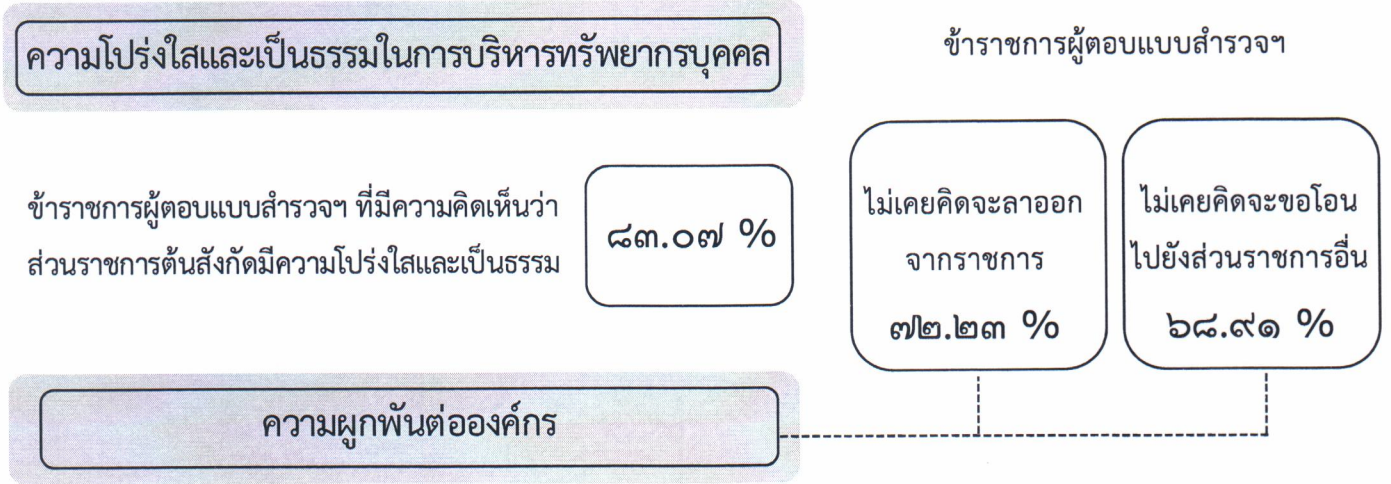 ความโปร่งใสและเป็นธรรมในการบริหารทรัพยากรบุคคล
ข้าราชการผู้ตอบแบบสำรวจฯ ที่มีความคิดเห็นว่า
ส่วนราชการต้นสังกัดมีความโปร่งใสและเป็นธรรม
๘๓.๐๗ %
ข้าราชการผู้ตอบแบบสำรวจฯ
ไม่เคยคิดจะลาออก
จากราชการ
๗๒.๒๓ %
ไม่เคยคิดจะขอโอน
ไปยังส่วนราชการอื่น
๖๘.๙๑ %
ความผูกพันต่อองค์กร